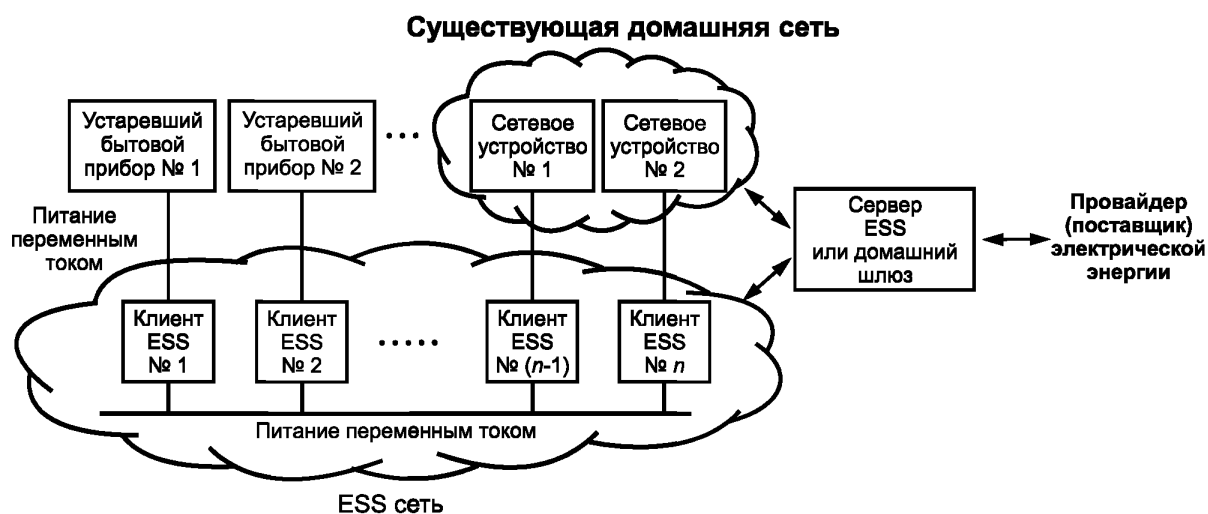 Существующая домашняя сеть
Устаревший
бытовой
прибор № 1
Устаревший
бытовой
прибор № 2
Сетевое
устройство
№ 1
Сетевое
устройство
№ 2
Питание
переменным
током
Сервер
ESS
или домашний
шлюз
Провайдер
(поставщик)
электрической
энергии
Клиент
ESS
№ 1
Клиент
ESS
№ 2
Клиент
ESS
№ (n-1)
Клиент
ESS
№ n
Питание переменным током
ESS сеть